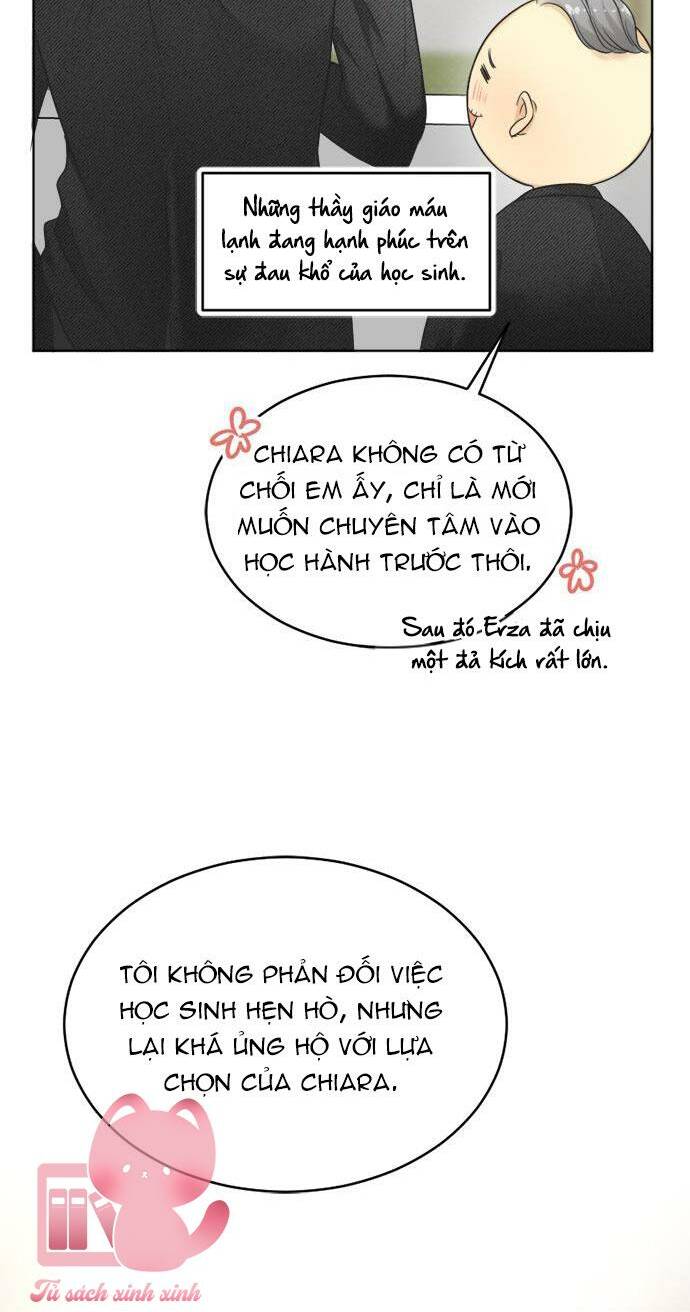 Những thầy giáo máu
lạnh đang hạnh phúc trên
sự đau khổ của học sinh.
CHIARA KHÔNG CÓ TỪ
CHỐI EM ẤY, CHỈ LÀ MỚI
MUỐN CHUYÊN TÂM VÀO
HỌC HÀNH TRƯỚC THÔI.
Sau đó Erza đã chịu
một đả kích rất lớn.
TÔI KHÔNG PHẢN ĐỐI VIỆC
HỌC SINH HẸN HÒ, NHƯNG
LẠI KHÁ ỦNG HỘ VỚI LỰA
CHỌN CỦA CHIARA.
Tủ sách xinh xinh